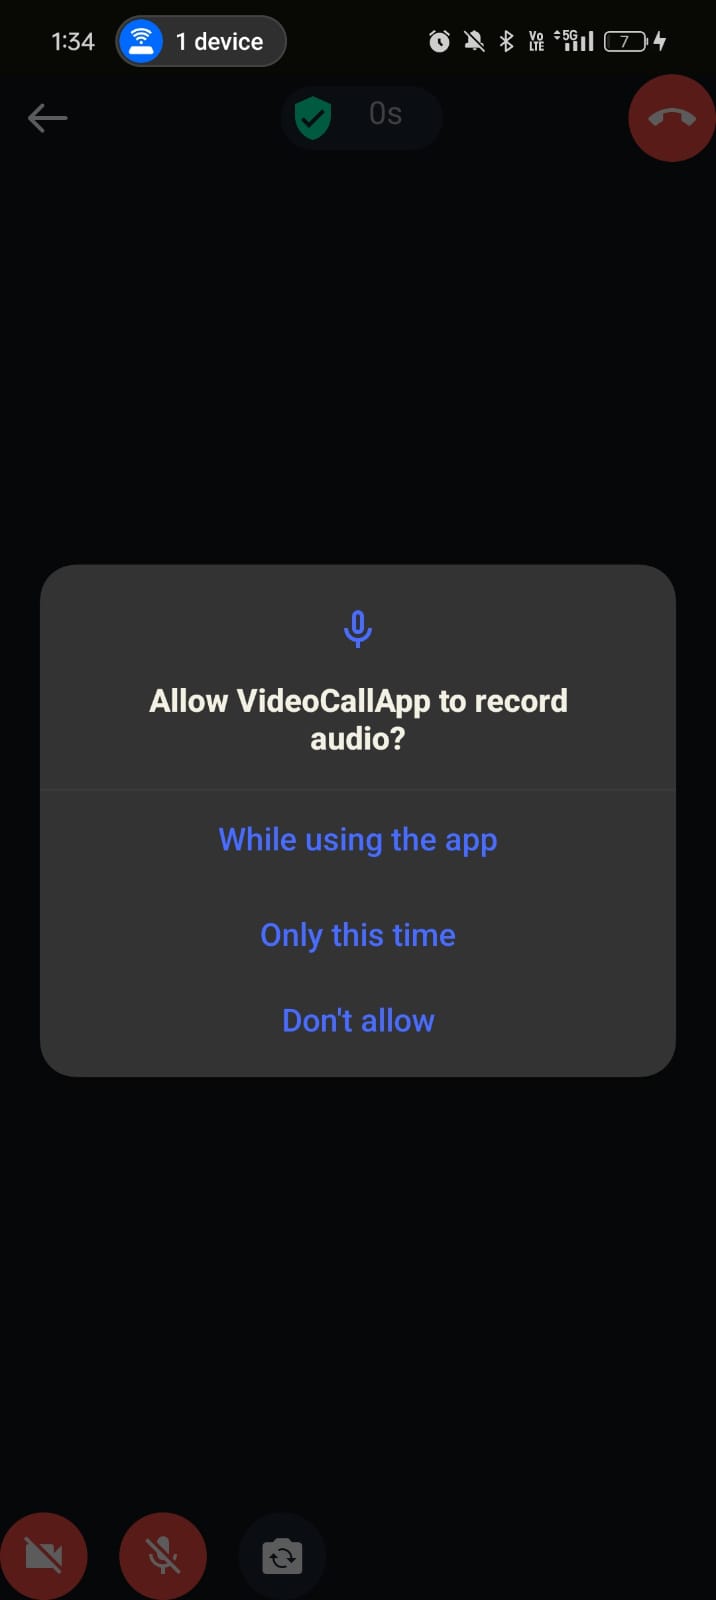 1:34
1 device
Vo
LTE
5G
7
0s
Allow VideoCallApp to record
audio?
While using the app
Only this time
Don't allow